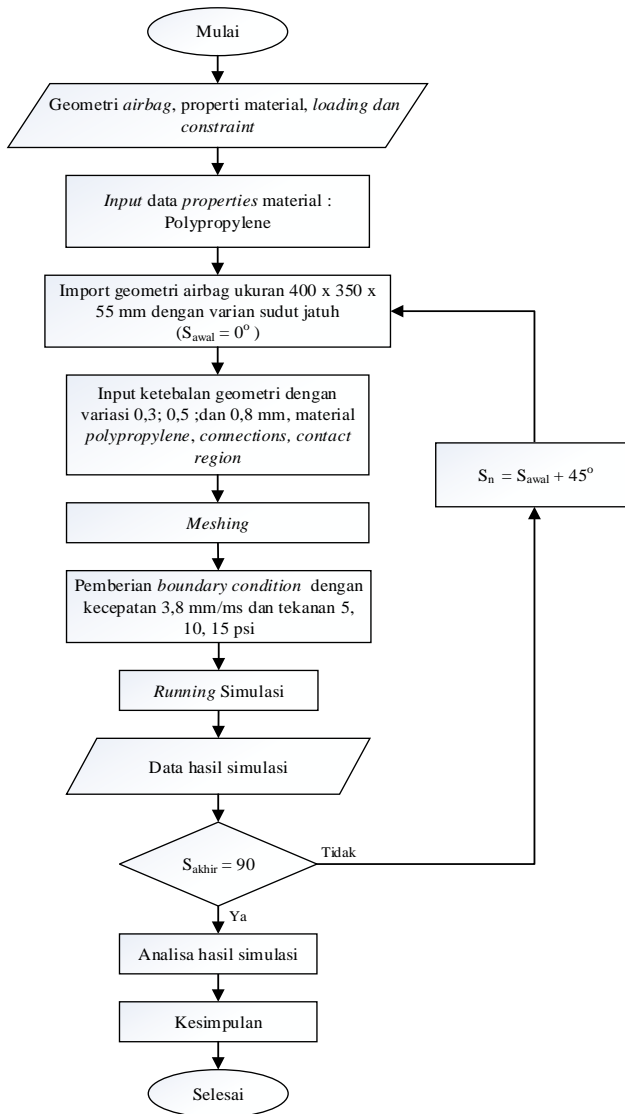 Mulai
Geometri airbag, properti material, loading dan
constraint
Input data properties material :
Polypropylene
Import geometri airbag ukuran 400 x 350 x
55 mm dengan varian sudut jatuh
(Sawal = 0o )
Input ketebalan geometri dengan
variasi 0,3; 0,5 ;dan 0,8 mm, material
polypropylene, connections, contact
region
Sn = Sawal + 45o
Meshing
Pemberian boundary condition dengan
kecepatan 3,8 mm/ms dan tekanan 5,
10, 15 psi
Running Simulasi
Data hasil simulasi
Sakhir = 90
Tidak
Ya
Analisa hasil simulasi
Kesimpulan
Selesai